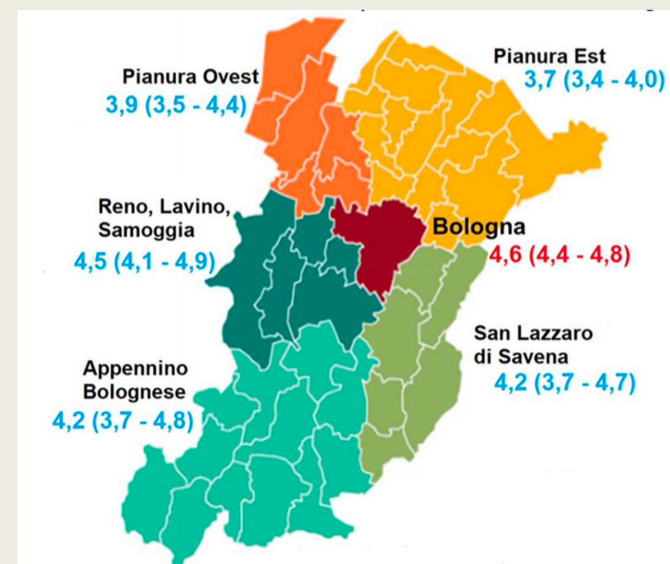 Pianura Ovest
3,9 (3,5 - 4,4)
Pianura Est
3,7 (3,4 - 4,0)
Reno, Lavino,
Samoggia
4,5 (4,1 - 4,9)
Bologna
4,6 (4,4 - 4,8)
San Lazzaro
di Savena
4,2 (3,7 - 4,7)
Appennino
Bolognese
4,2 (3,7 - 4,8)